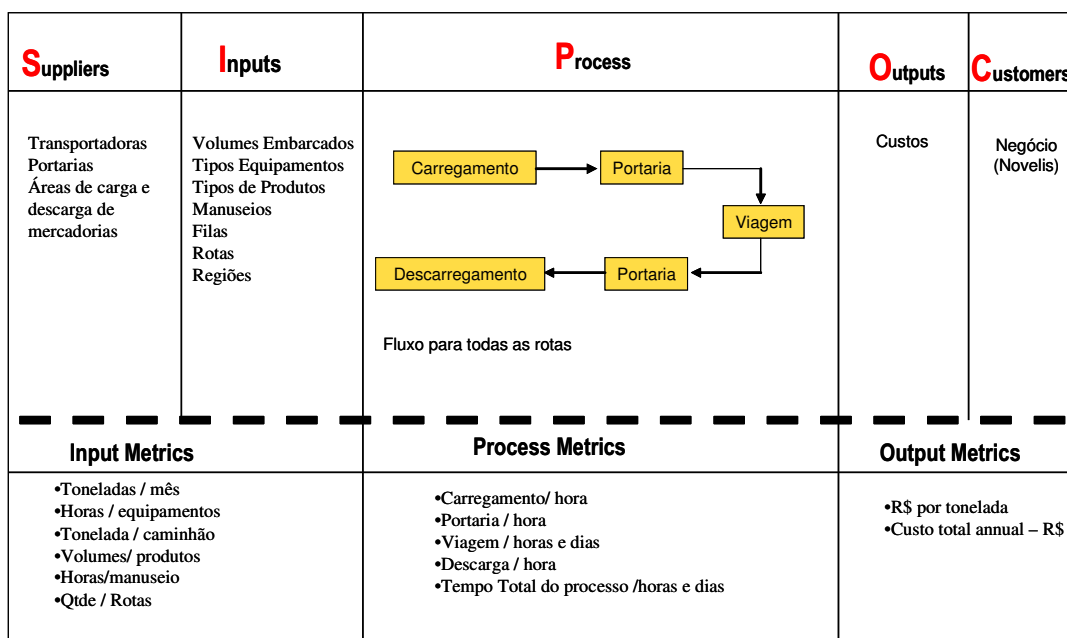 Suppliers
Inputs
Process
Outputs
Customers
Transportadoras
Portarias
Áreas de carga e
descarga de
mercadorias
Volumes Embarcados
Tipos Equipamentos
Tipos de Produtos
Manuseios
Filas
Rotas
Regiões
Carregamento
Portaria
Viagem
Portaria
Descarregamento
Fluxo para todas as rotas
Custos
Negócio
(Novelis)
Input Metrics
Process Metrics
Output Metrics
•Toneladas / mês
•Horas / equipamentos
•Tonelada / caminhão
•Volumes/ produtos
•Horas/manuseio
•Qtde / Rotas
•Carregamento/ hora
•Portaria / hora
•Viagem / horas e dias
•Descarga / hora
•Tempo Total do processo /horas e dias
•R$ por tonelada
•Custo total annual – R$